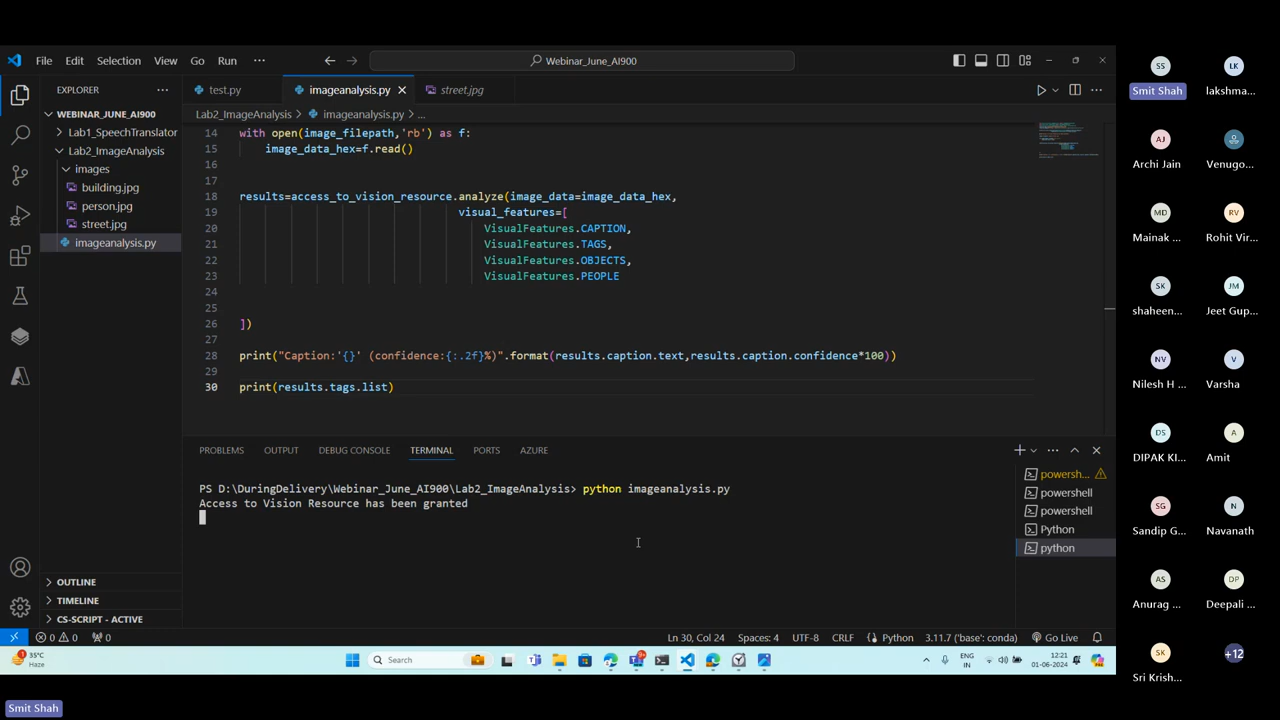 File Edit Selection View Go Run ··· Webinar_June_AI900
EXPLORER ···
test.py imageanalysis.py street.jpg
WEBINAR_JUNE_AI900
Lab1_SpeechTranslator
Lab2_ImageAnalysis
images
building.jpg
person.jpg
street.jpg
imageanalysis.py
OUTLINE
TIMELINE
CS-SCRIPT - ACTIVE
Lab2_ImageAnalysis > imageanalysis.py > ...
14 with open(image_filepath,'rb') as f:
15 image_data_hex=f.read()
16
17
18 results=access_to_vision_resource.analyze(image_data=image_data_hex,
19 visual_features=[
20 VisualFeatures.CAPTION,
21 VisualFeatures.TAGS,
22 VisualFeatures.OBJECTS,
23 VisualFeatures.PEOPLE
24
25
26 ])
27
28 print("Caption:'{}' (confidence:{:.2f}%)".format(results.caption.text,results.caption.confidence*100))
29
30 print(results.tags.list)
PROBLEMS OUTPUT DEBUG CONSOLE TERMINAL PORTS AZURE
PS D:\DuringDelivery\Webinar_June_AI900\Lab2_ImageAnalysis> python imageanalysis.py
Access to Vision Resource has been granted
powersh...
powershell
powershell
Python
python
0 0 0 Ln 30, Col 24 Spaces: 4 UTF-8 CRLF Python 3.11.7 ('base': conda) Go Live
35°C
Haze
Search
ENG
IN
12:21
01-06-2024
Smit Shah
SS LK
Smit Shah lakshma...
AJ
Archi Jain Venugo...
MD RV
Mainak ... Rohit Vir...
SK JM
shaheen... Jeet Gup...
NV
Nilesh H ... Varsha
DS A
DIPAK KI... Amit
SG N
Sandip G... Navanath
AS DP
Anurag ... Deepali ...
SK +12
Sri Krish...